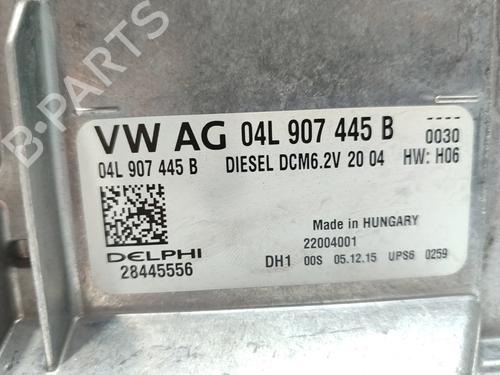 B-PARTS
VW AG 04L 907 445 B 0030
04L 907 445 B DIESEL DCM6.2V 20 04 HW: H06
Made in HUNGARY
DELPHI 22004001
28445556 DH1 00S 05.12.15 UPS6 0259